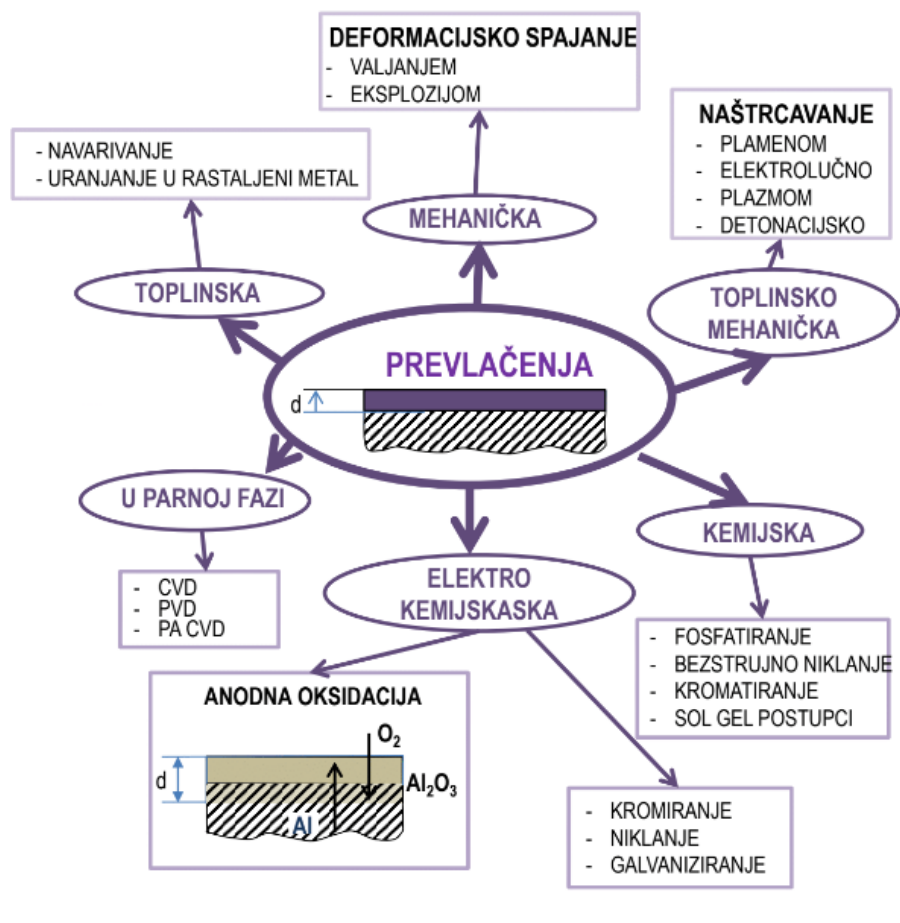 DEFORMACIJSKO SPAJANJE
- VALJANJEM
- EKSPLOZIJOM
NAŠTRCAVANJE
- PLAMENOM
- ELEKTROLUČNO
- PLAZMOM
- DETONACIJSKO
- NAVARIVANJE
- URANJANJE U RASTALJENI METAL
MEHANIČKA
TOPLINSKA
TOPLINSKO
MEHANIČKA
PREVLAČENJA
d
U PARNOJ FAZI
KEMIJSKA
ELEKTRO
KEMIJSKASKA
- CVD
- PVD
- PA CVD
- FOSFATIRANJE
- BEZSTRUJNO NIKLANJE
- KROMATIRANJE
- SOL GEL POSTUPCI
ANODNA OKSIDACIJA
O₂
d
Al₂O₃
Al
- KROMIRANJE
- NIKLANJE
- GALVANIZIRANJE